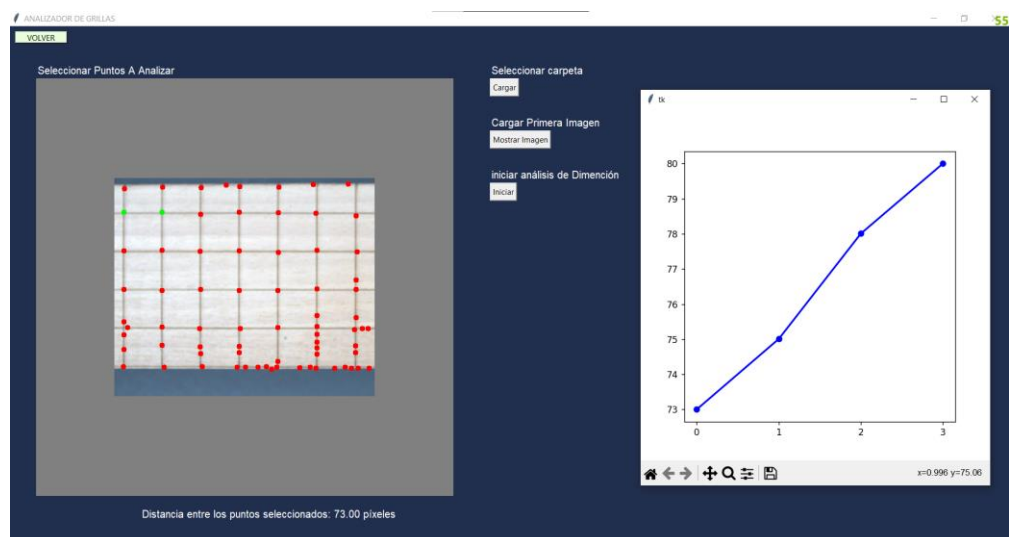 ANALIZADOR DE GRILLAS
55
VOLVER
Seleccionar Puntos A Analizar
Seleccionar carpeta
Cargar
Cargar Primera Imagen
Mostrar Imagen
iniciar análisis de Dimención
Iniciar
tk
80
79
78
77
76
75
74
73
0 1 2 3
x=0.996 y=75.06
Distancia entre los puntos seleccionados: 73.00 píxeles